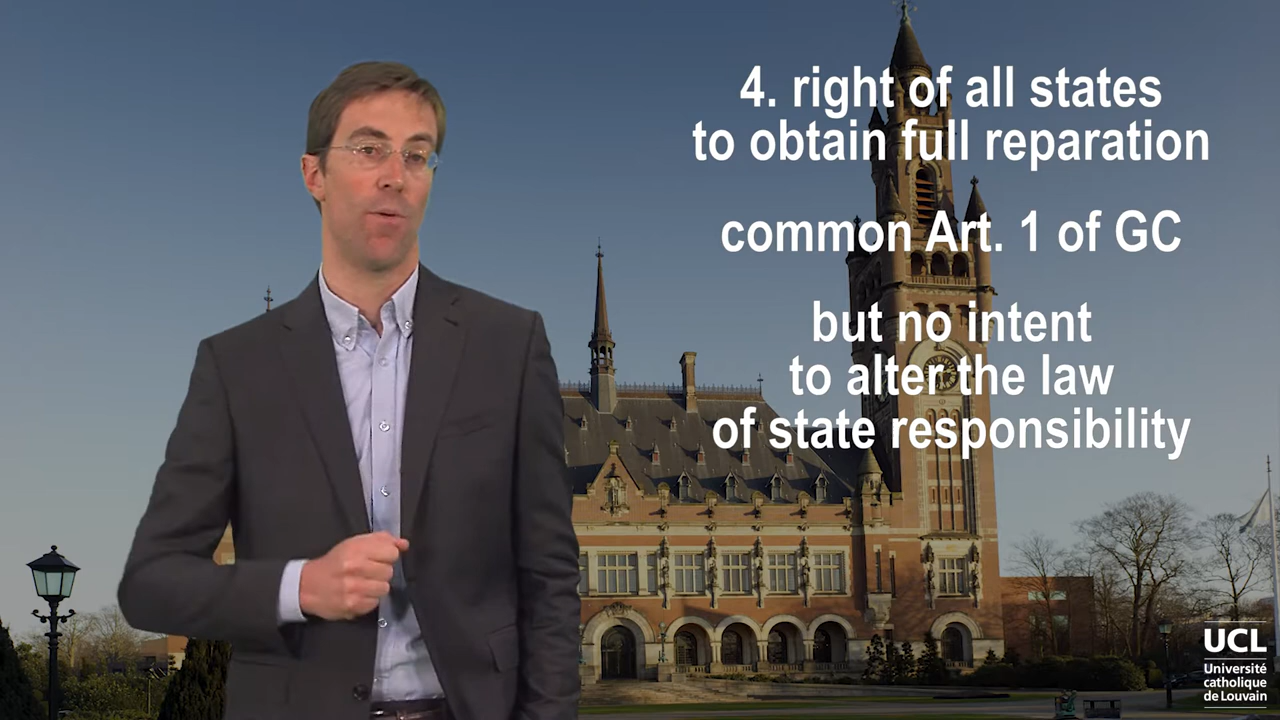 4. right of all states
to obtain full reparation
common Art. 1 of GC
but no intent
to alter the law
of state responsibility
UCL
Université
catholique
de Louvain